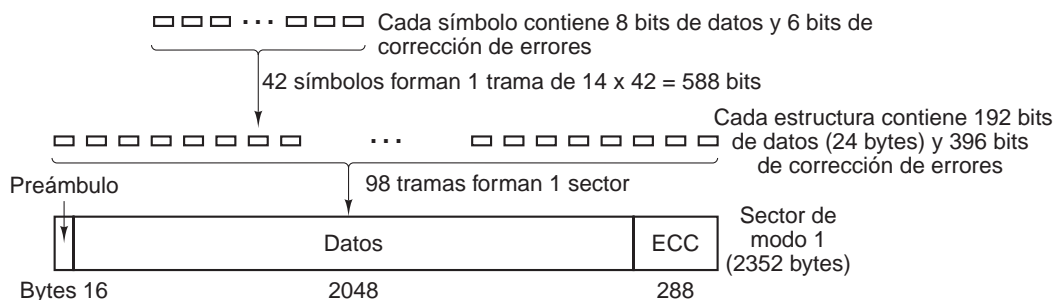 Cada símbolo contiene 8 bits de datos y 6 bits de
corrección de errores
42 símbolos forman 1 trama de 14 x 42 = 588 bits
Cada estructura contiene 192 bits
de datos (24 bytes) y 396 bits
de corrección de errores
98 tramas forman 1 sector
Preámbulo
Datos
ECC
Sector de
modo 1
(2352 bytes)
Bytes 16
2048
288